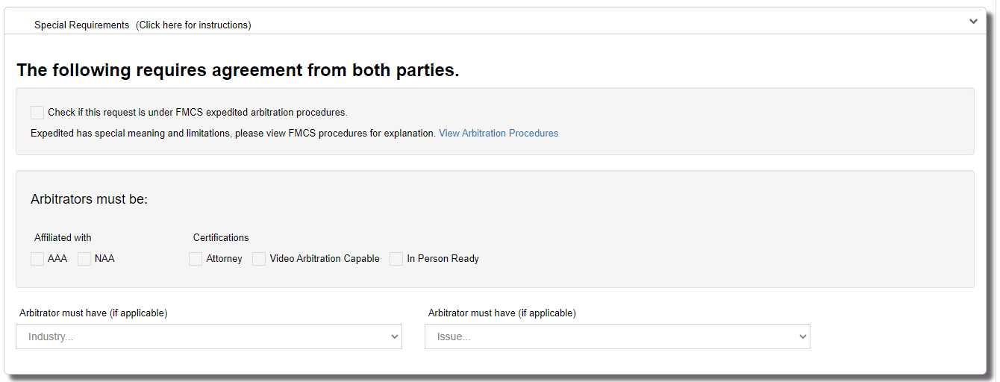 Special Requirements (Click here for instructions)
The following requires agreement from both parties.
Check if this request is under FMCS expedited arbitration procedures.
Expedited has special meaning and limitations, please view FMCS procedures for explanation. View Arbitration Procedures
Arbitrators must be:
Affiliated with Certifications
AAA NAA Attorney Video Arbitration Capable In Person Ready
Arbitrator must have (if applicable) Arbitrator must have (if applicable)
Industry... Issue...